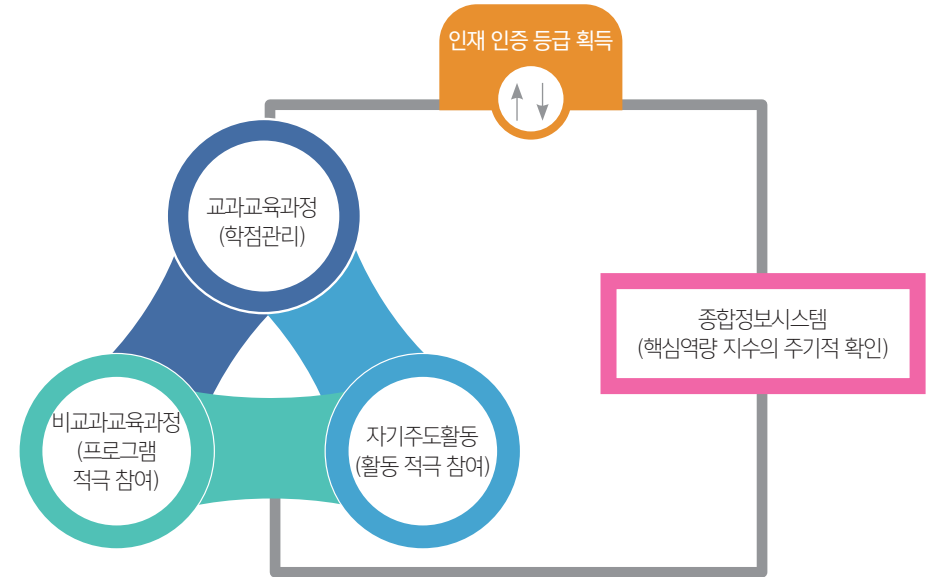 인재 인증 등급 획득
교과교육과정
(학점관리)
종합정보시스템
(핵심역량 지수의 주기적 확인)
비교과교육과정
(프로그램
적극 참여)
자기주도활동
(활동 적극 참여)